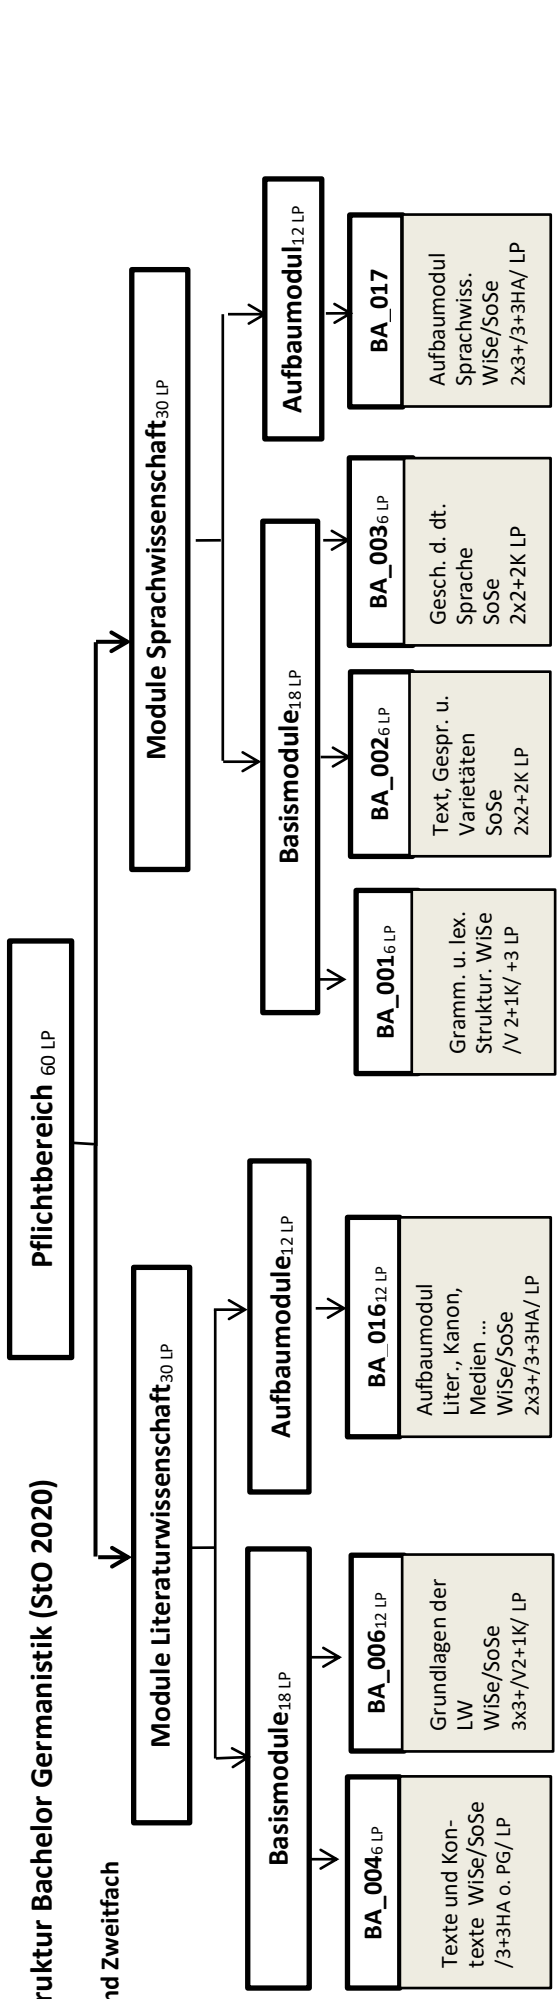 ruktur Bachelor Germanistik (StO 2020)
nd Zweitfach
Pflichtbereich 60 LP
Module Literaturwissenschaft30 LP
Module Sprachwissenschaft30 LP
Basismodule18 LP
Aufbaumodule12 LP
Basismodule18 LP
Aufbaumodul12 LP
BA_0046 LP
Texte und Kon-
texte WiSe/SoSe
/3+3HA o. PG/ LP
BA_00612 LP
Grundlagen der
LW
WiSe/SoSe
3x3+/V2+1K/ LP
BA_01612 LP
Aufbaumodul
Liter., Kanon,
Medien ...
WiSe/SoSe
2x3+/3+3HA/ LP
BA_0016 LP
Gramm. u. lex.
Struktur. WiSe
/V 2+1K/ +3 LP
BA_0026 LP
Text, Gespr. u.
Varietäten
SoSe
2x2+2K LP
BA_0036 LP
Gesch. d. dt.
Sprache
SoSe
2x2+2K LP
BA_017
Aufbaumodul
Sprachwiss.
WiSe/SoSe
2x3+/3+3HA/ LP